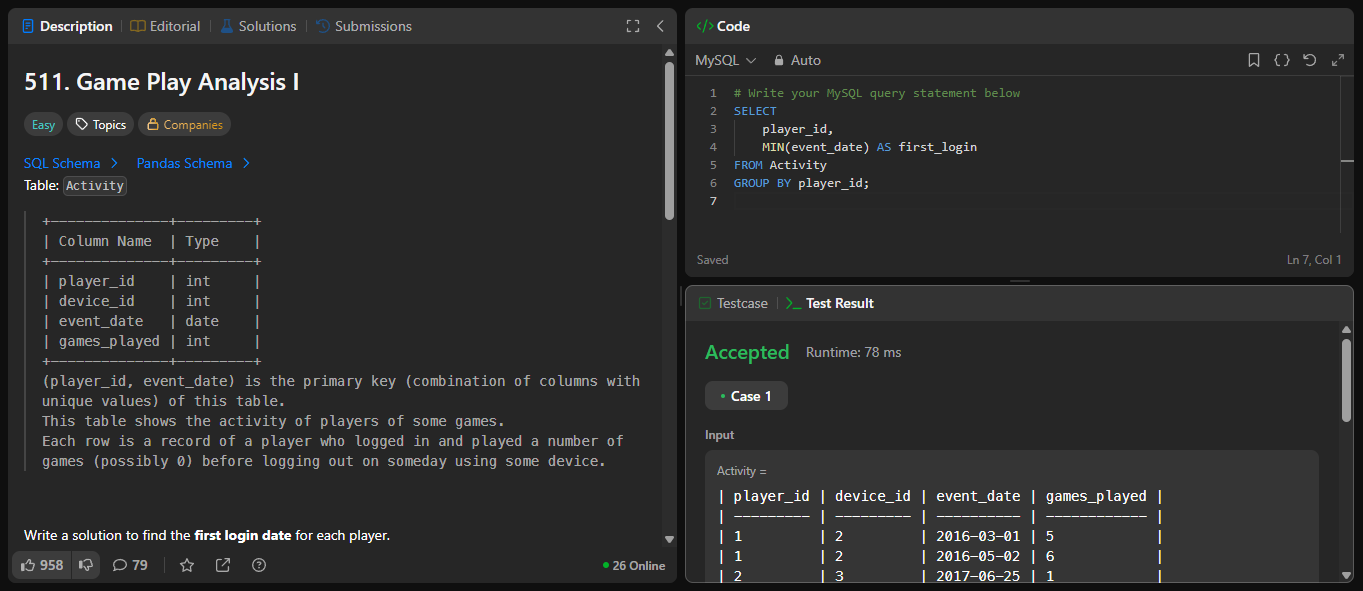 Description | Editorial | Solutions | Submissions
511. Game Play Analysis I
Easy Topics Companies
SQL Schema > Pandas Schema >
Table: Activity
+--------------+---------+
| Column Name  | Type    |
+--------------+---------+
| player_id    | int     |
| device_id    | int     |
| event_date   | date    |
| games_played | int     |
+--------------+---------+
(player_id, event_date) is the primary key (combination of columns with
unique values) of this table.
This table shows the activity of players of some games.
Each row is a record of a player who logged in and played a number of
games (possibly 0) before logging out on someday using some device.
Write a solution to find the first login date for each player.
958 79 26 Online
</> Code
MySQL Auto
1 # Write your MySQL query statement below
2 SELECT
3     player_id,
4     MIN(event_date) AS first_login
5 FROM Activity
6 GROUP BY player_id;
7
Saved Ln 7, Col 1
Testcase | >_ Test Result
Accepted Runtime: 78 ms
• Case 1
Input
Activity =
| player_id | device_id | event_date | games_played |
| --------- | --------- | ---------- | ------------ |
| 1         | 2         | 2016-03-01 | 5            |
| 1         | 2         | 2016-05-02 | 6            |
| 2         | 3         | 2017-06-25 | 1            |